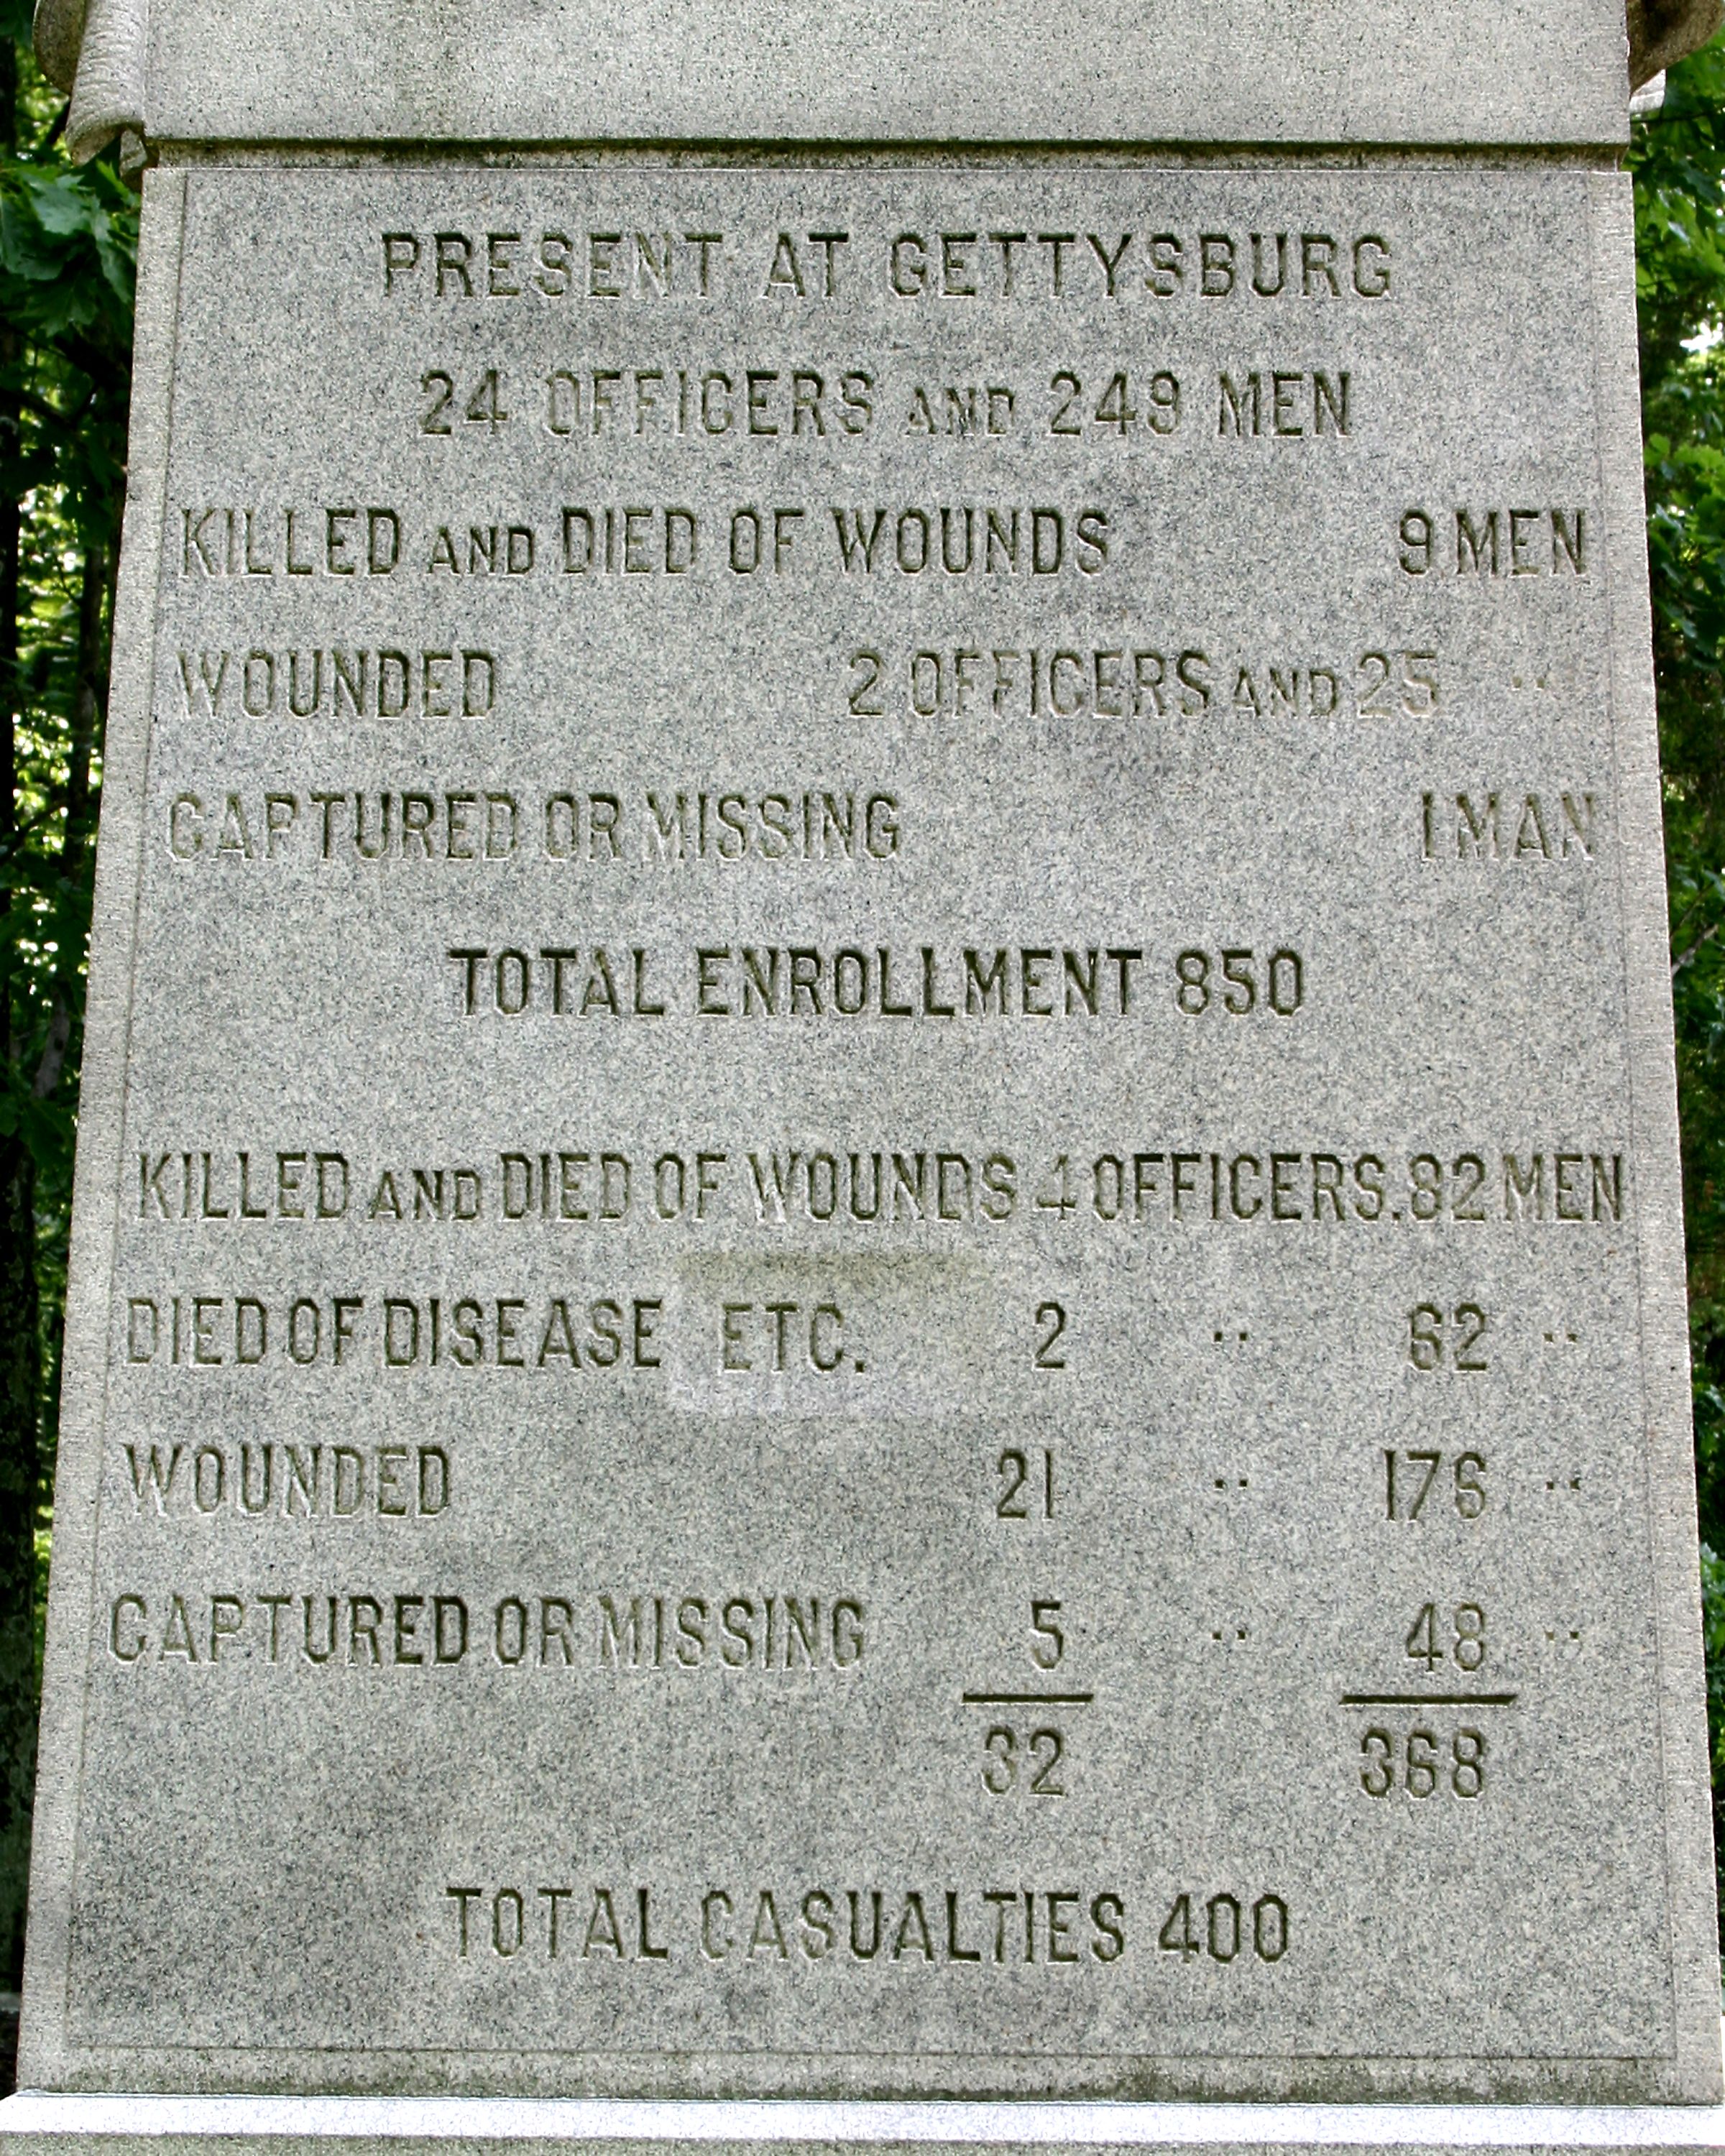 PRESENT AT GETTYSBURG
24 OFFICERS AND 249 MEN
KILLED AND DIED OF WOUNDS 9 MEN
WOUNDED 2 OFFICERS AND 25 "
CAPTURED OR MISSING 1 MAN
TOTAL ENROLLMENT 850
KILLED AND DIED OF WOUNDS 4 OFFICERS. 82 MEN
DIED OF DISEASE ETC. 2 " 62 "
WOUNDED 21 " 176 "
CAPTURED OR MISSING 5 " 48 "
32 368
TOTAL CASUALTIES 400